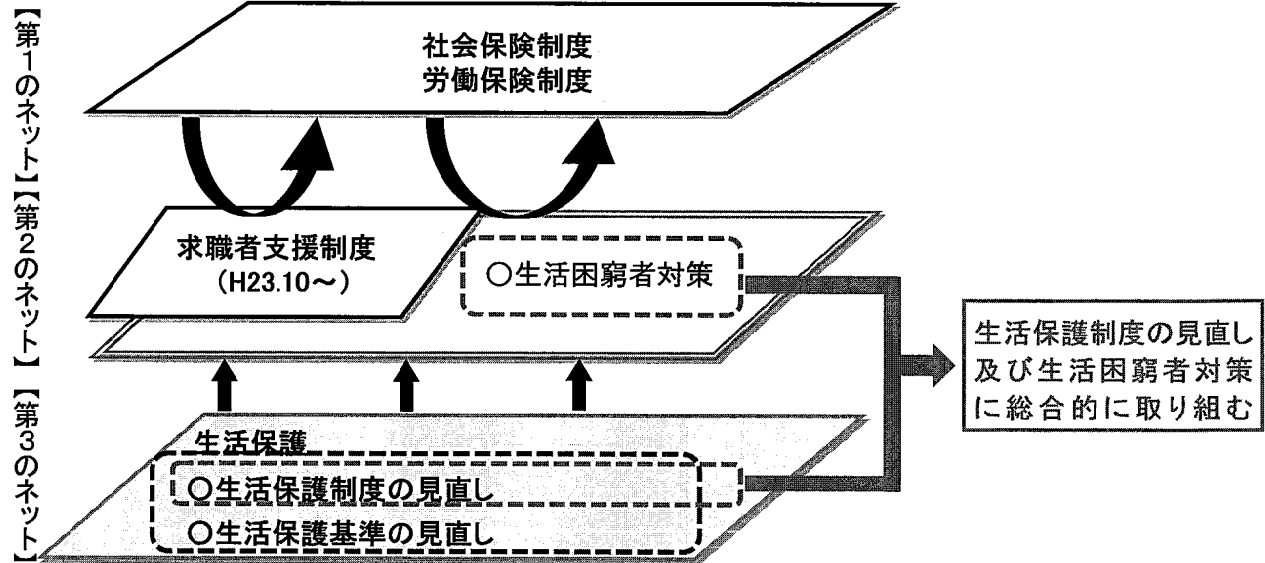 【第1のネット】
社会保険制度
労働保険制度
【第2のネット】
求職者支援制度
(H23.10～)
○生活困窮者対策
生活保護制度の見直し
及び生活困窮者対策
に総合的に取り組む
【第3のネット】
生活保護
○生活保護制度の見直し
○生活保護基準の見直し